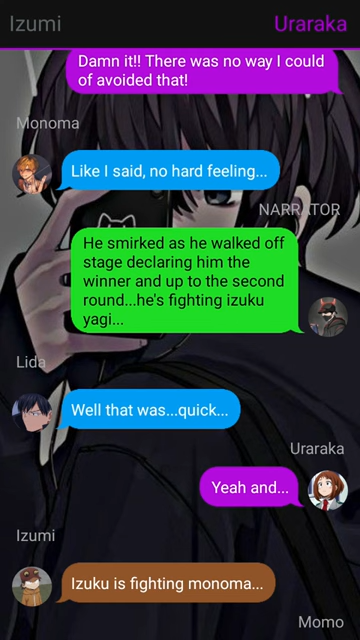 Izumi
Uraraka
Damn it!! There was no way I could
of avoided that!
Monoma
Like I said, no hard feeling...
NARRATOR
He smirked as he walked off
stage declaring him the
winner and up to the second
round...he's fighting izuku
yagi...
Lida
Well that was...quick...
Uraraka
Yeah and...
Izumi
Izuku is fighting monoma...
Momo